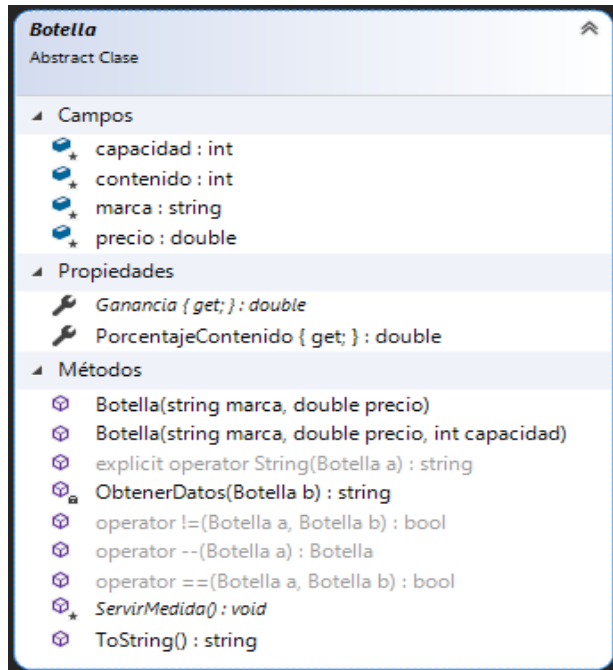 Botella
Abstract Clase
Campos
capacidad : int
contenido : int
marca : string
precio : double
Propiedades
Ganancia { get; } : double
PorcentajeContenido { get; } : double
Métodos
Botella(string marca, double precio)
Botella(string marca, double precio, int capacidad)
explicit operator String(Botella a) : string
ObtenerDatos(Botella b) : string
operator !=(Botella a, Botella b) : bool
operator --(Botella a) : Botella
operator ==(Botella a, Botella b) : bool
ServirMedida() : void
ToString() : string